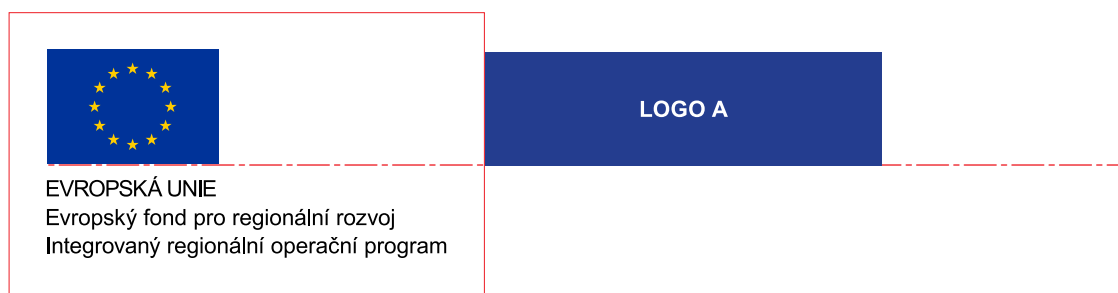 LOGO A
EVROPSKÁ UNIE
Evropský fond pro regionální rozvoj
Integrovaný regionální operační program